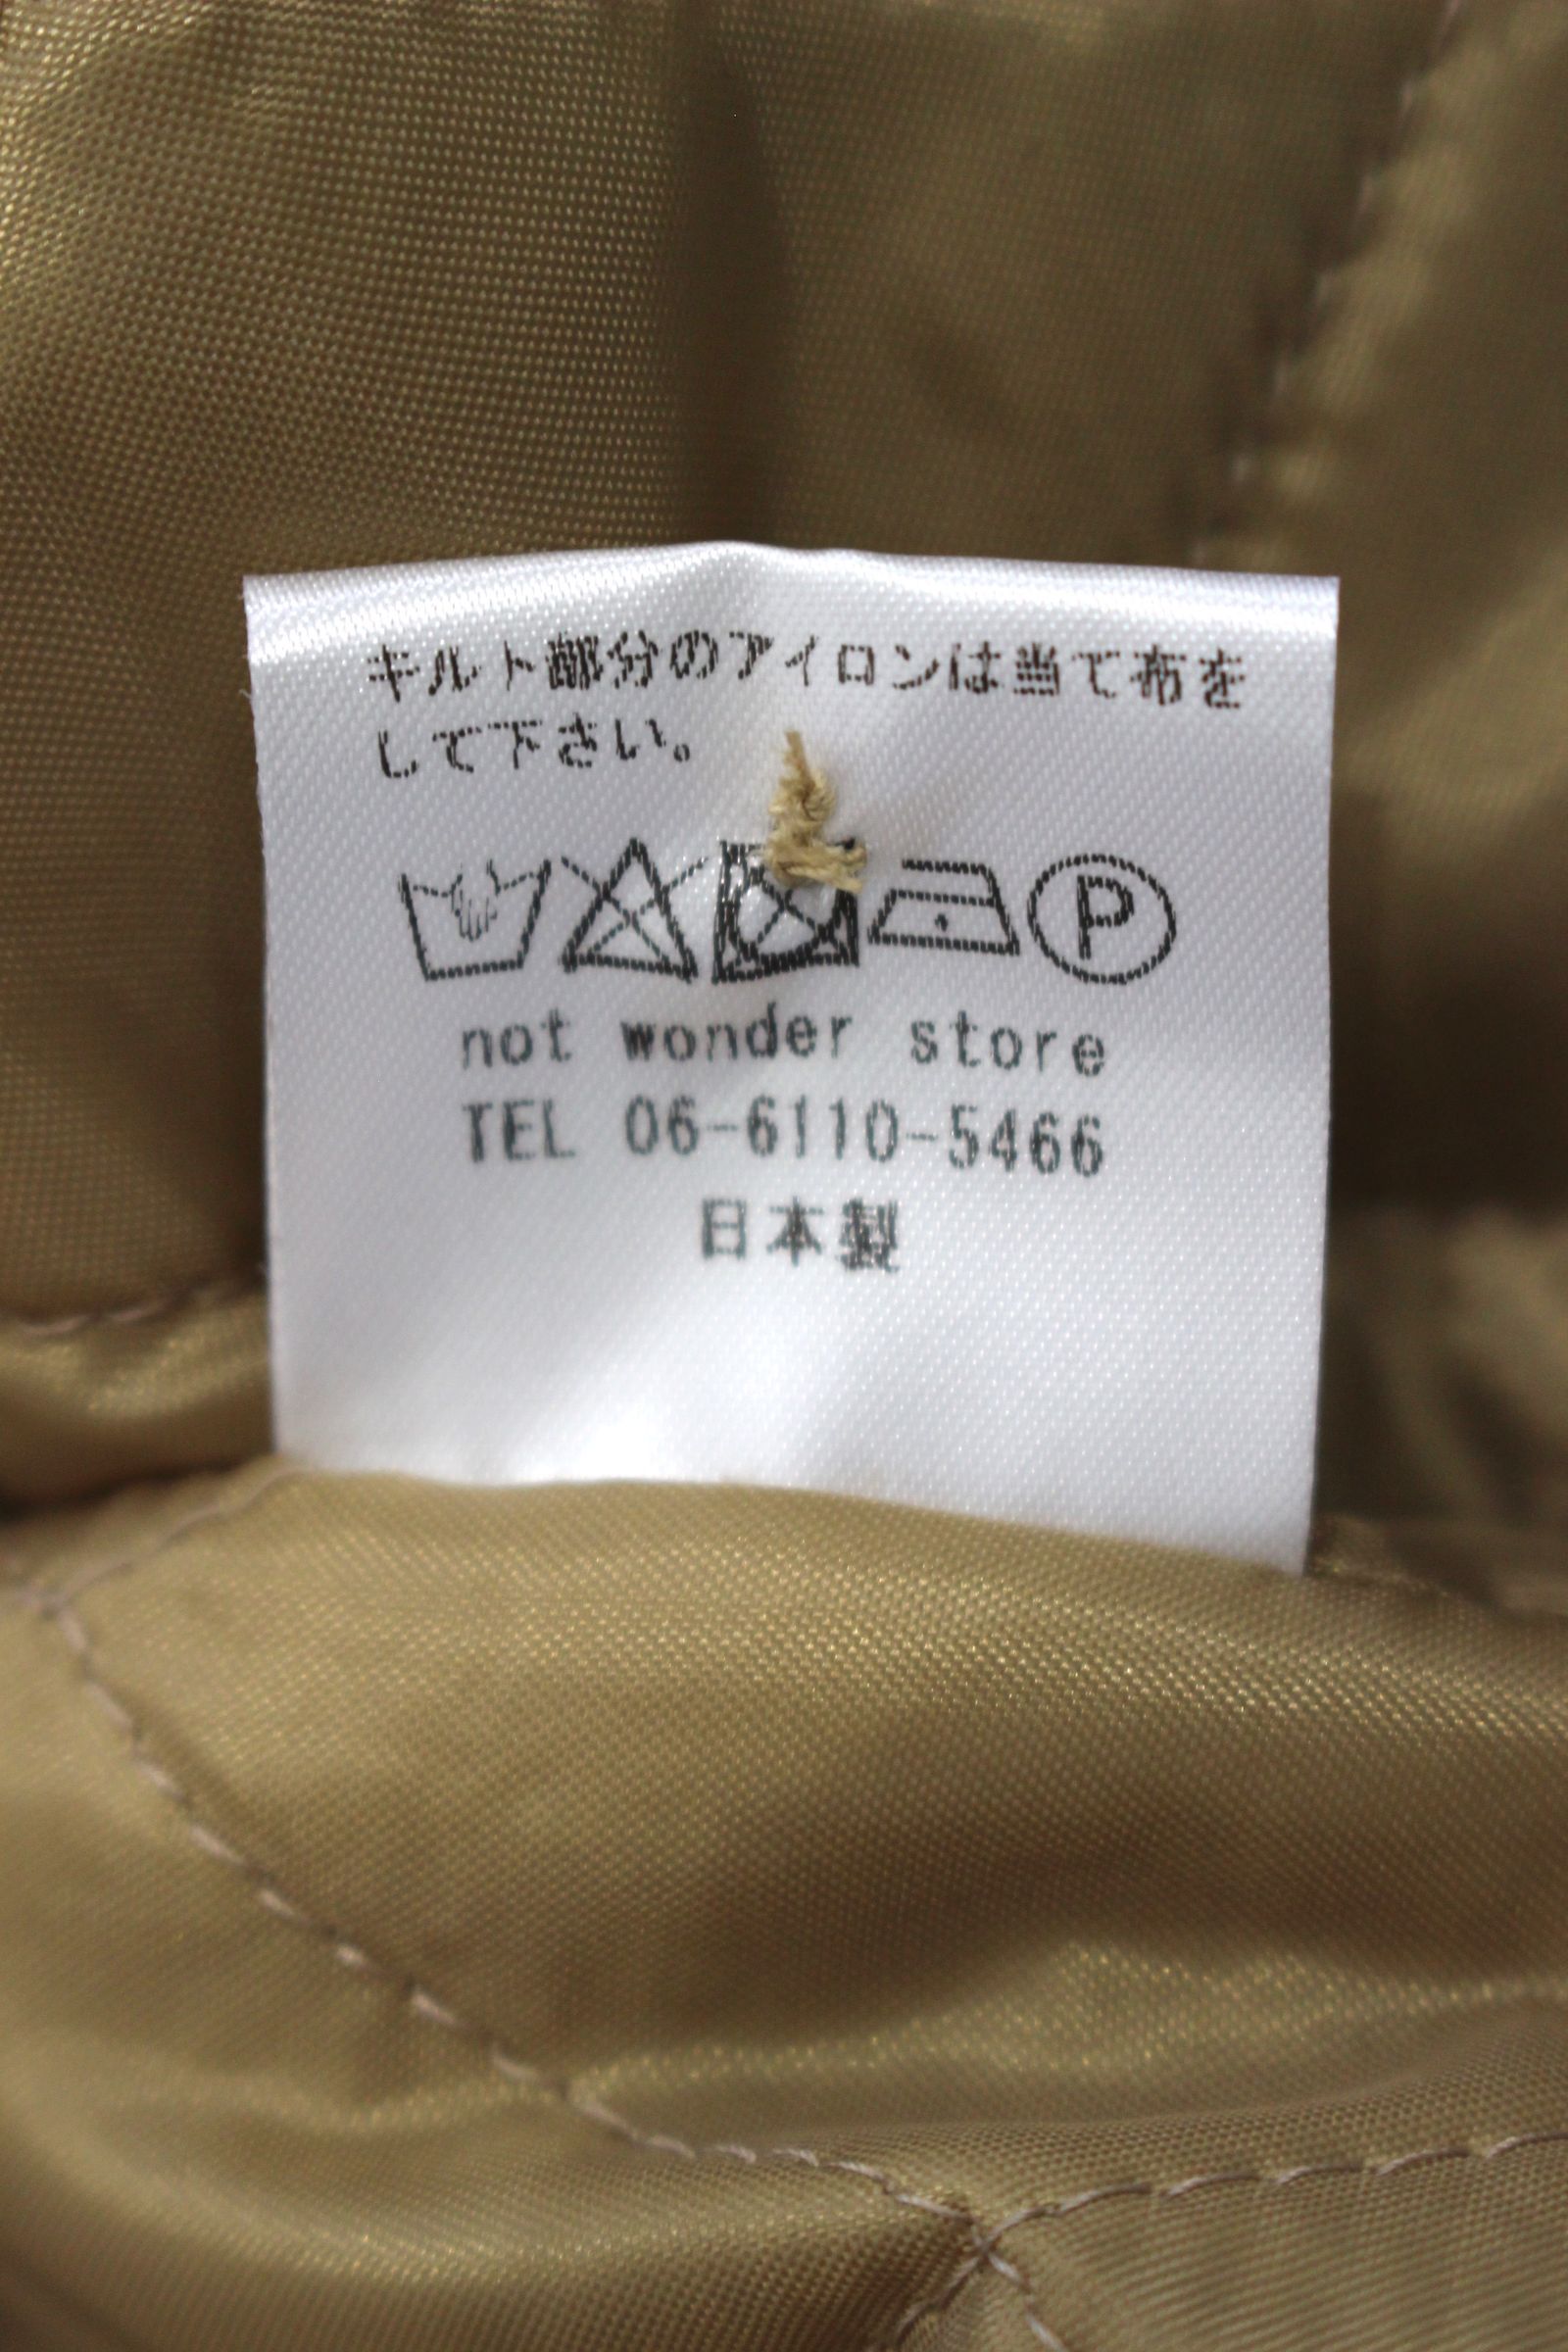 キルト部分のアイロンは当て布を
して下さい。
P
not wonder store
TEL 06-6110-5466
日本製